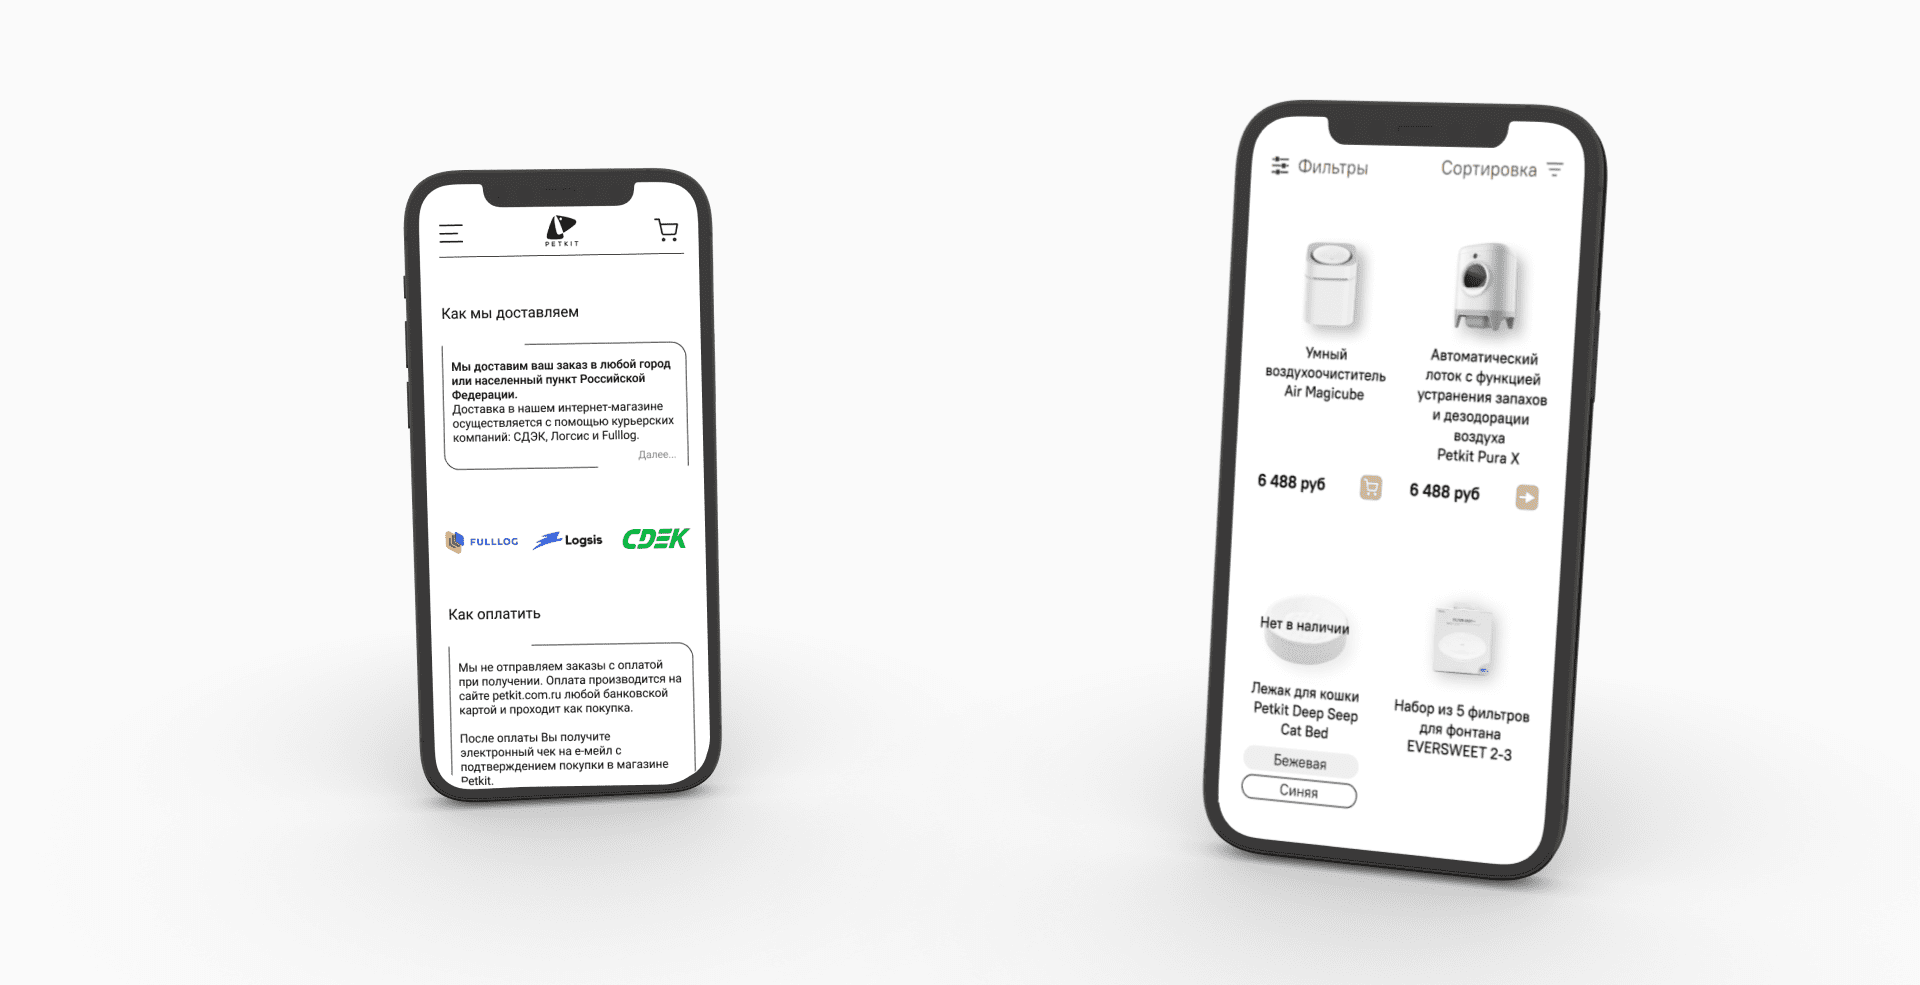 PETKIT
Как мы доставляем
Мы доставим ваш заказ в любой город
или населенный пункт Российской
Федерации.
Доставка в нашем интернет-магазине
осуществляется с помощью курьерских
компаний: СДЭК, Логсис и Fulllog.
Далее...
FULLLOG
Logsis
CDEK
Как оплатить
Мы не отправляем заказы с оплатой
при получении. Оплата производится на
сайте petkit.com.ru любой банковской
картой и проходит как покупка.
После оплаты Вы получите
электронный чек на е-мейл с
подтверждением покупки в магазине
Petkit.
Фильтры
Сортировка
Умный
воздухоочиститель
Air Magicube
6 488 руб
Автоматический
лоток с функцией
устранения запахов
и дезодорации
воздуха
Petkit Pura X
6 488 руб
Нет в наличии
Лежак для кошки
Petkit Deep Seep
Cat Bed
Бежевая
Синяя
Набор из 5 фильтров
для фонтана
EVERSWEET 2-3